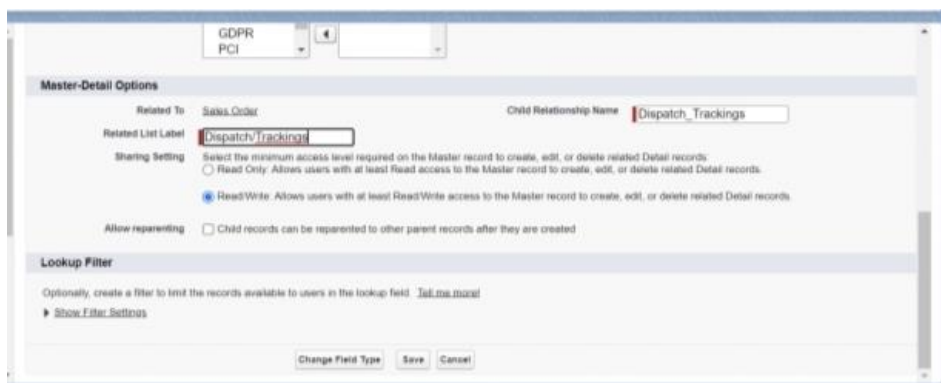 GDPR
PCI
Master-Detail Options
Related To Sales Order Child Relationship Name Dispatch_Trackings
Related List Label Dispatch/Trackings
Sharing Setting Select the minimum access level required on the Master record to create, edit, or delete related Detail records:
Read Only: Allows users with at least Read access to the Master record to create, edit, or delete related Detail records.
Read/Write: Allows users with at least Read/Write access to the Master record to create, edit, or delete related Detail records.
Allow reparenting Child records can be reparented to other parent records after they are created
Lookup Filter
Optionally, create a filter to limit the records available to users in the lookup field. Tell me more!
Show Filter Settings
Change Field Type Save Cancel